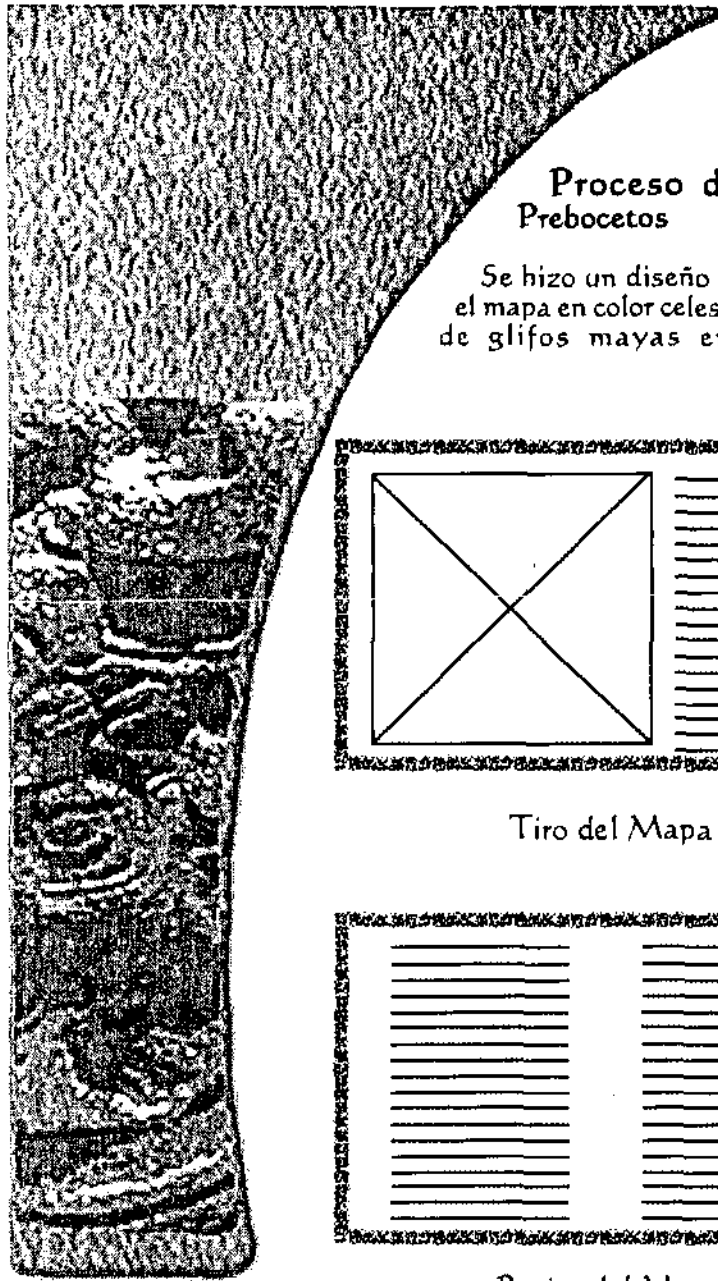 Proceso d
Prebocetos
Se hizo un diseño
el mapa en color celes
de glifos mayas e
Tiro del Mapa